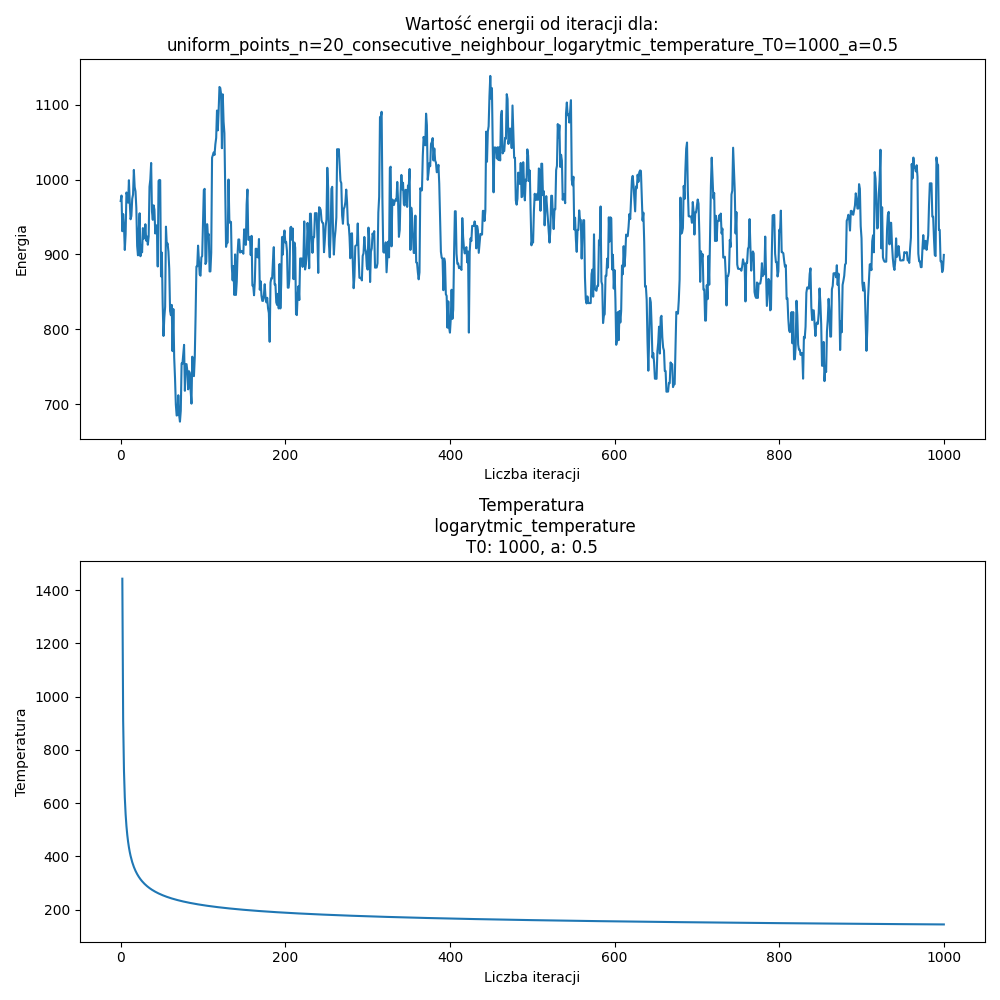 Wartość energii od iteracji dla:
uniform_points_n=20_consecutive_neighbour_logarytmic_temperature_T0=1000_a=0.5
1100
1000
900
800
700
Energia
0 200 400 600 800 1000
Liczba iteracji
Temperatura
logarytmic_temperature
T0: 1000, a: 0.5
1400
1200
1000
800
600
400
200
Temperatura
0 200 400 600 800 1000
Liczba iteracji